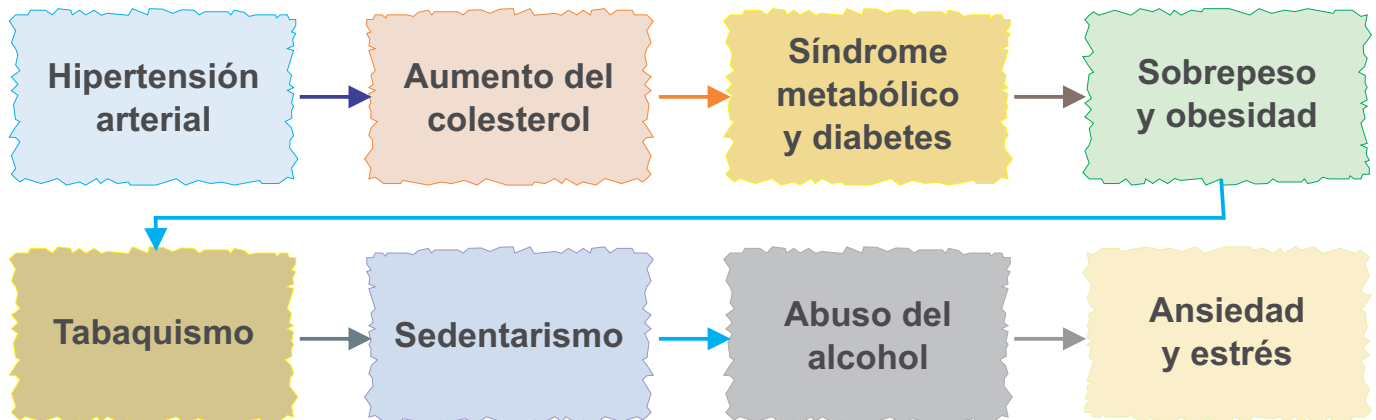 Hipertensión
arterial
Aumento del
colesterol
Síndrome
metabólico
y diabetes
Sobrepeso
y obesidad
Tabaquismo
Sedentarismo
Abuso del
alcohol
Ansiedad
y estrés